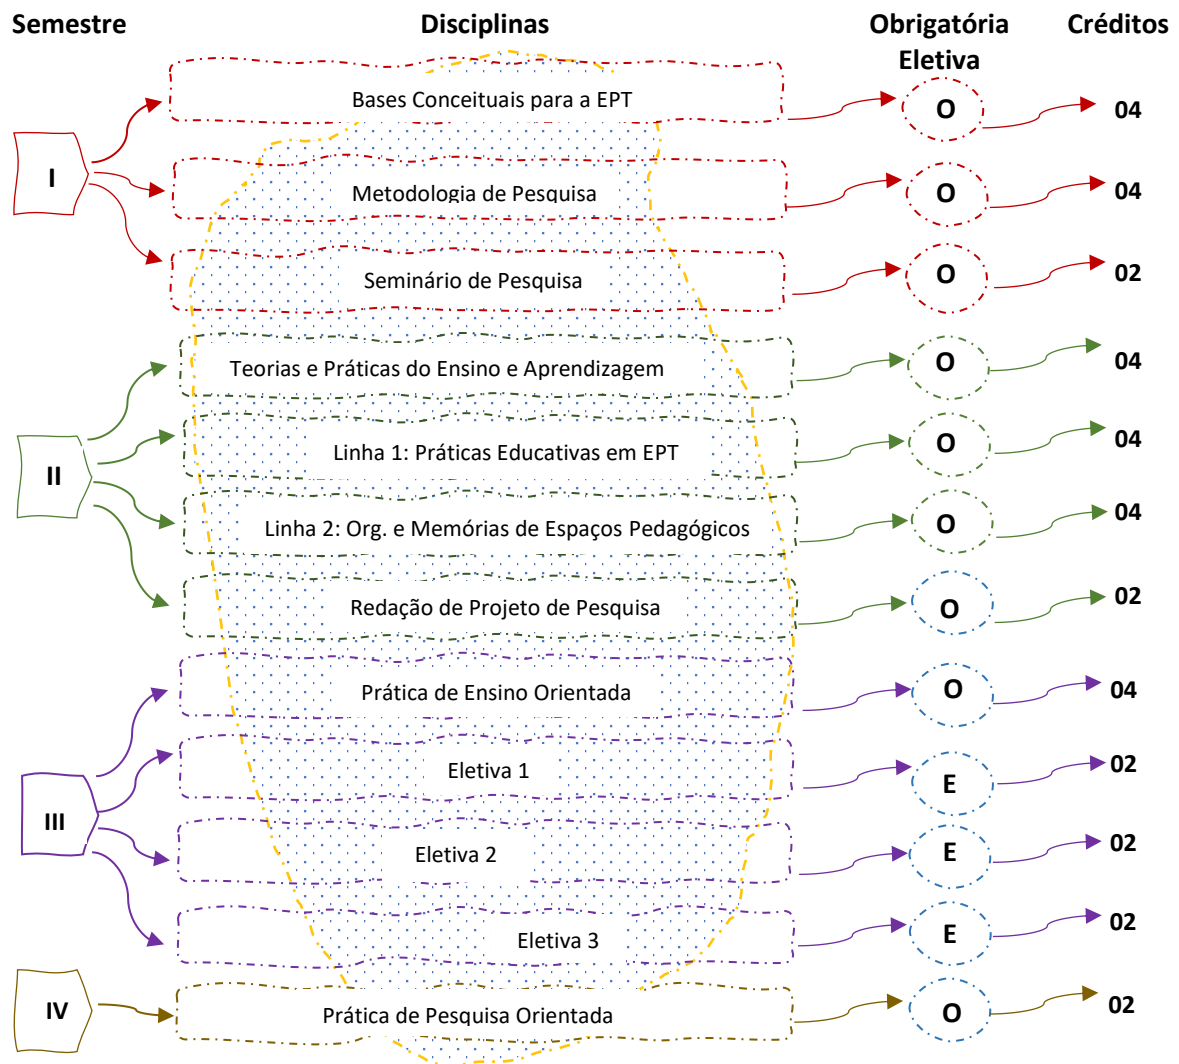 Semestre Disciplinas Obrigatória Créditos
Eletiva
I
Bases Conceituais para a EPT O 04
Metodologia de Pesquisa O 04
Seminário de Pesquisa O 02
II
Teorias e Práticas do Ensino e Aprendizagem O 04
Linha 1: Práticas Educativas em EPT O 04
Linha 2: Org. e Memórias de Espaços Pedagógicos O 04
Redação de Projeto de Pesquisa O 02
III
Prática de Ensino Orientada O 04
Eletiva 1 E 02
Eletiva 2 E 02
Eletiva 3 E 02
IV Prática de Pesquisa Orientada O 02